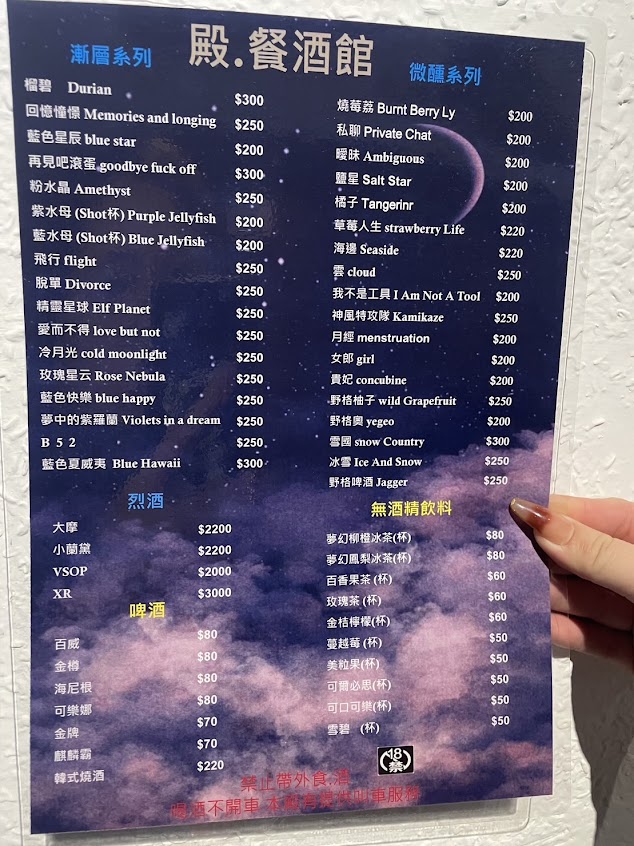 殿.餐酒館
漸層系列
榴碧 Durian $300
回憶憧憬 Memories and longing $250
藍色星辰 blue star $200
再見吧滾蛋 goodbye fuck off $300
粉水晶 Amethyst $250
紫水母 (Shot杯) Purple Jellyfish $200
藍水母 (Shot杯) Blue Jellyfish $200
飛行 flight $250
脫單 Divorce $250
精靈星球 Elf Planet $250
愛而不得 love but not $250
冷月光 cold moonlight $250
玫瑰星云 Rose Nebula $250
藍色快樂 blue happy $250
夢中的紫羅蘭 Violets in a dream $250
B 5 2 $250
藍色夏威夷 Blue Hawaii $300
烈酒
大摩 $2200
小蘭黛 $2200
VSOP $2000
XR $3000
啤酒
百威 $80
金樽 $80
海尼根 $80
可樂娜 $80
金牌 $70
麒麟霸 $70
韓式燒酒 $220
微醺系列
燒莓荔 Burnt Berry Ly $200
私聊 Private Chat $200
曖昧 Ambiguous $200
鹽星 Salt Star $200
橘子 Tangerinr $200
草莓人生 strawberry Life $220
海邊 Seaside $220
雲 cloud $250
我不是工具 I Am Not A Tool $200
神風特攻隊 Kamikaze $250
月經 menstruation $200
女郎 girl $200
貴妃 concubine $200
野格柚子 wild Grapefruit $250
野格奧 yegeo $200
雪國 snow Country $300
冰雪 Ice And Snow $250
野格啤酒 Jagger $250
無酒精飲料
夢幻柳橙冰茶(杯) $80
夢幻鳳梨冰茶(杯) $80
百香果茶 (杯) $60
玫瑰茶 (杯) $60
金桔檸檬(杯) $60
蔓越莓 (杯) $50
美粒果(杯) $50
可爾必思(杯) $50
可口可樂(杯) $50
雪碧 (杯) $50
18
禁
禁止帶外食.酒
喝酒不開車 本館有提供叫車服務